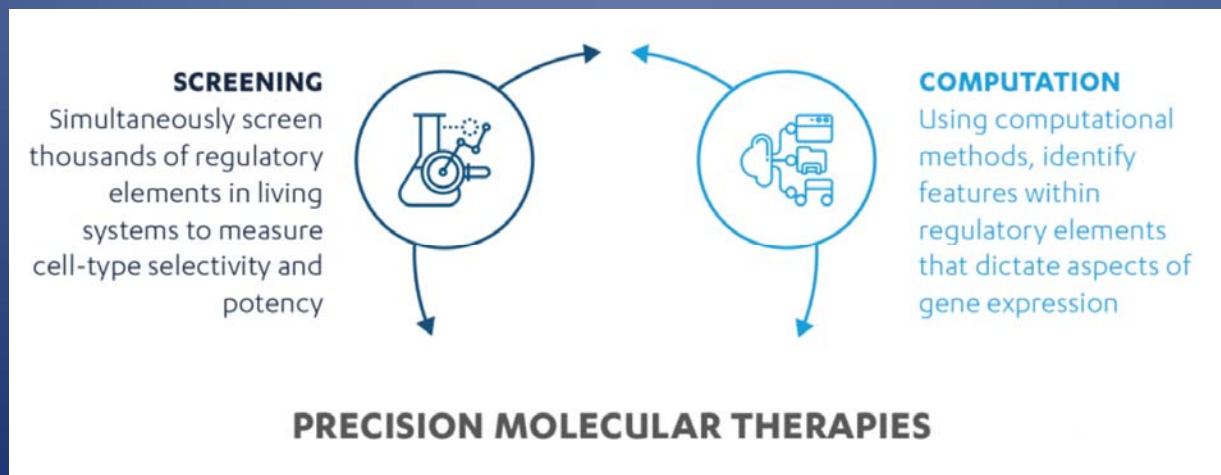 SCREENING
Simultaneously screen
thousands of regulatory
elements in living
systems to measure
cell-type selectivity and
potency
COMPUTATION
Using computational
methods, identify
features within
regulatory elements
that dictate aspects of
gene expression
PRECISION MOLECULAR THERAPIES